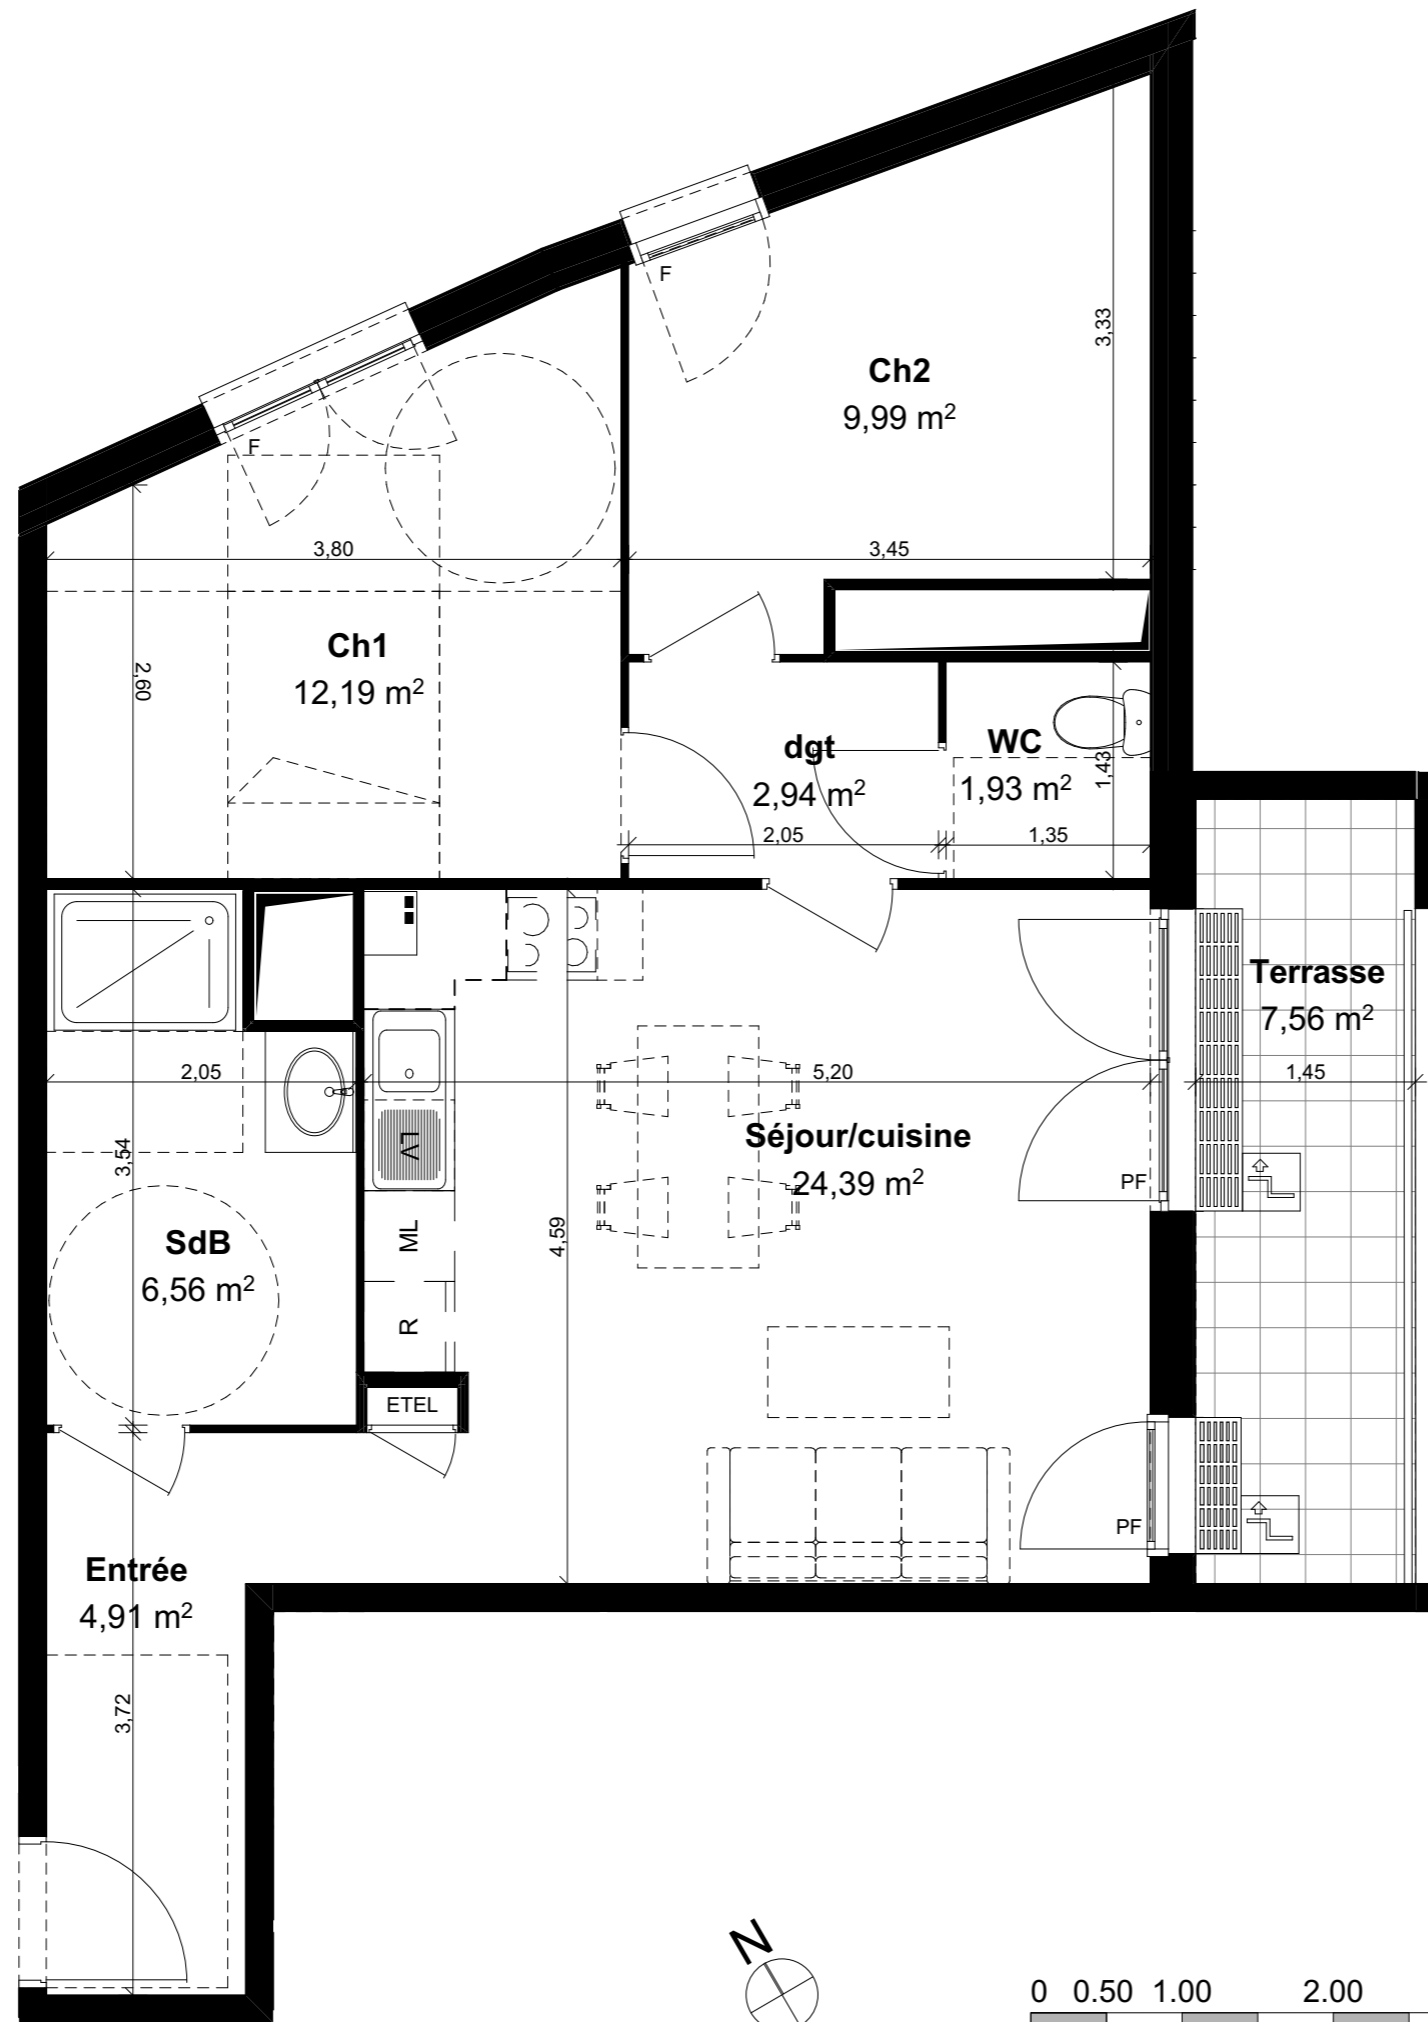 F
3,33
Ch2
9,99 m²
F
3,80
3,45
Ch1
12,19 m²
2,60
dgt
2,94 m²
WC
1,93 m²
1,43
2,05
1,35
Terrasse
7,56 m²
2,05
5,20
1,45
LV
Séjour/cuisine
24,39 m²
3,54
PF
SdB
6,56 m²
ML
4,59
R
ETEL
PF
Entrée
4,91 m²
3,72
N
0 0.50 1.00 2.00